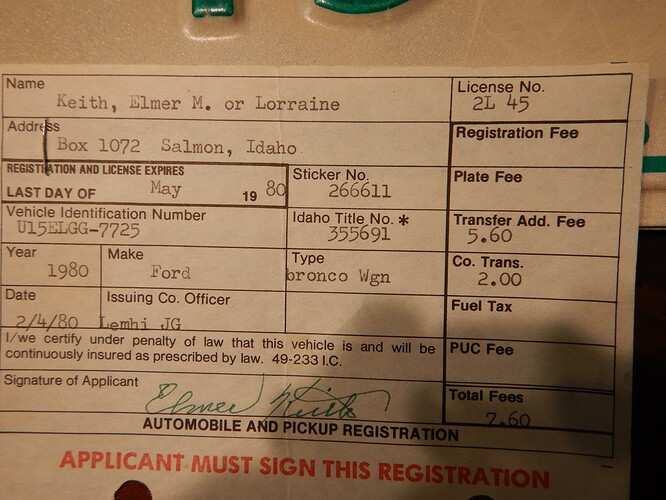 Name
Keith, Elmer M. or Lorraine
License No.
2L 45
Address
Box 1072 Salmon, Idaho
Registration Fee
REGISTRATION AND LICENSE EXPIRES
LAST DAY OF May 19 80
Sticker No.
266611
Plate Fee
Vehicle Identification Number
U15ELGG-7725
Idaho Title No. *
355691
Transfer Add. Fee
5.60
Year
1980
Make
Ford
Type
bronco Wgn
Co. Trans.
2.00
Date
2/4/80
Issuing Co. Officer
Lemhi JG
Fuel Tax
I/we certify under penalty of law that this vehicle is and will be
continuously insured as prescribed by law. 49-233 I.C.
PUC Fee
Signature of Applicant
Elmer Keith
Total Fees
7.60
AUTOMOBILE AND PICKUP REGISTRATION
APPLICANT MUST SIGN THIS REGISTRATION